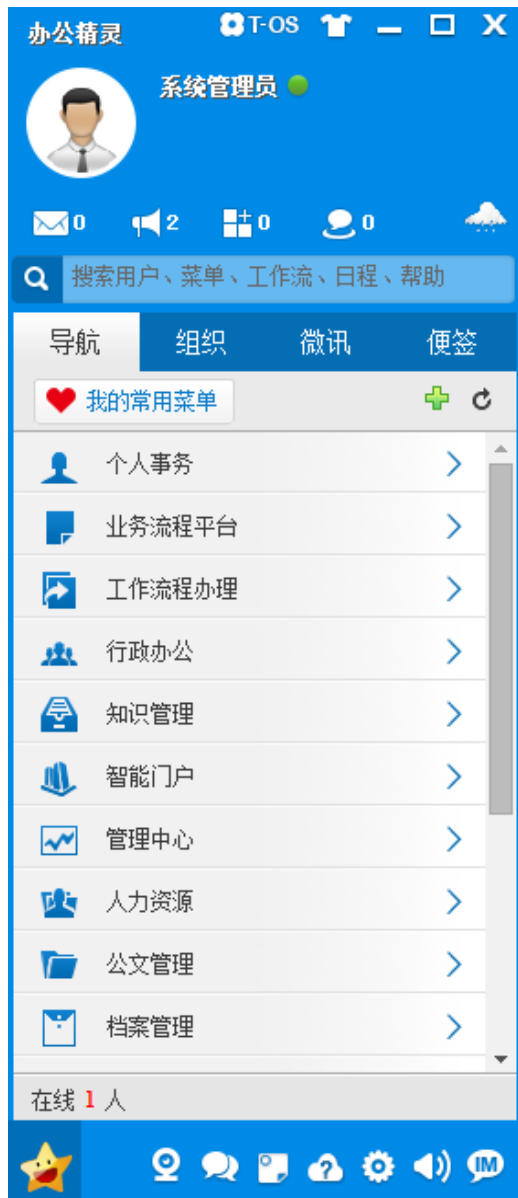 办公精灵 T-OS
系统管理员
0 2 0 0
搜索用户、菜单、工作流、日程、帮助
导航 组织 微讯 便签
我的常用菜单
个人事务
业务流程平台
工作流程办理
行政办公
知识管理
智能门户
管理中心
人力资源
公文管理
档案管理
在线 1 人
IM